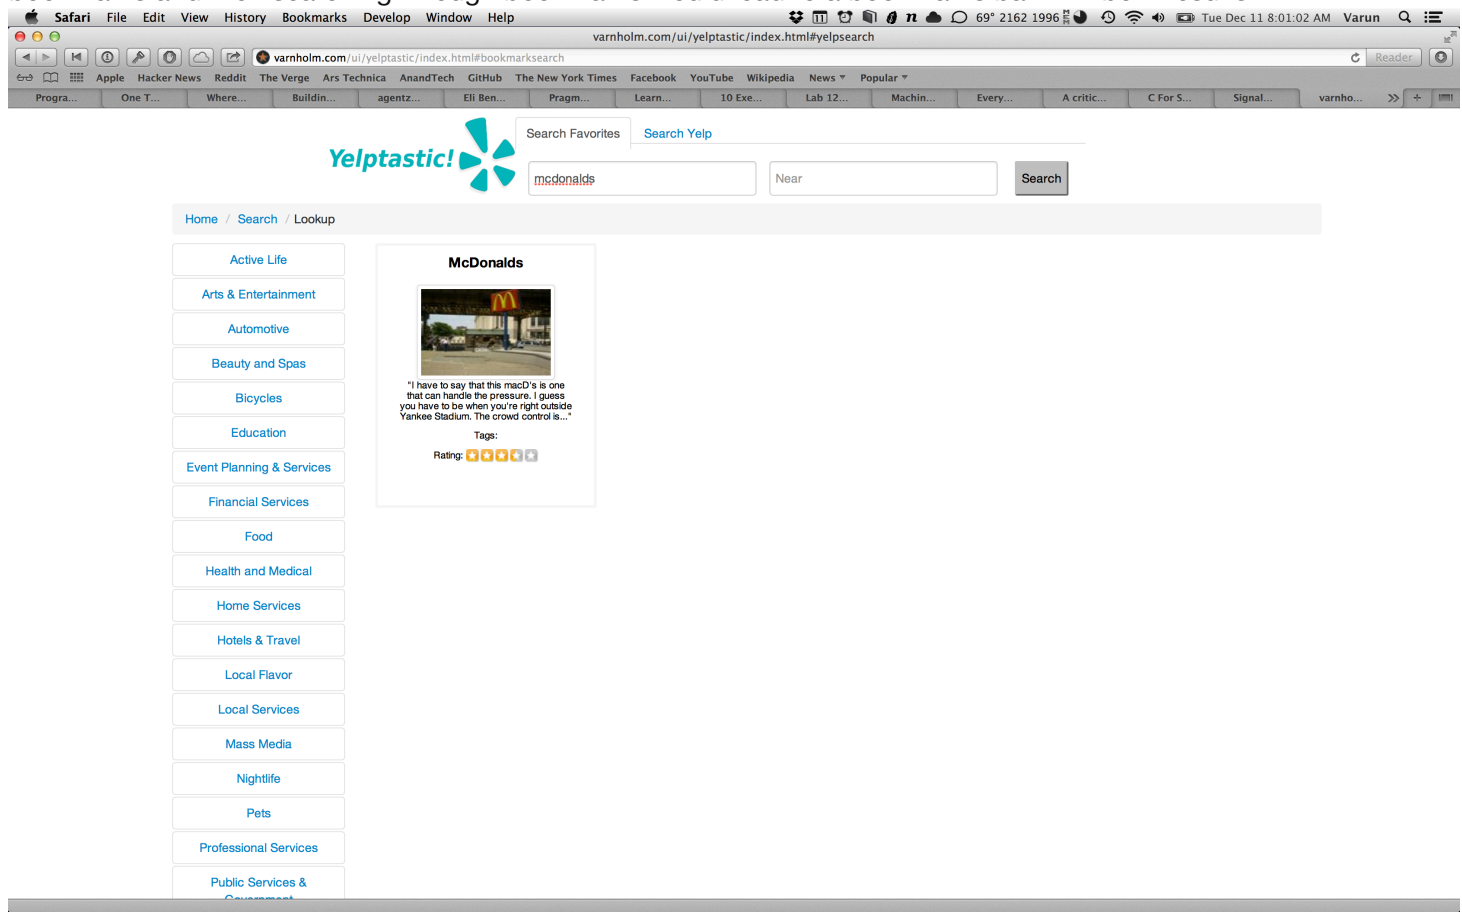 Safari File Edit View History Bookmarks Develop Window Help 69° 2162 1996 Tue Dec 11 8:01:02 AM Varun
varnholm.com/ui/yelptastic/index.html#yelpsearch
varnholm.com/ui/yelptastic/index.html#bookmarksearch Reader
Apple Hacker News Reddit The Verge Ars Technica AnandTech GitHub The New York Times Facebook YouTube Wikipedia News Popular
Progra... One T... Where... Buildin... agentz... Eli Ben... Pragm... Learn... 10 Exe... Lab 12... Machin... Every... A critic... C For S... Signal... varnho...
Search Favorites Search Yelp
Yelptastic!
mcdonalds Near Search
Home / Search / Lookup
Active Life
Arts & Entertainment
Automotive
Beauty and Spas
Bicycles
Education
Event Planning & Services
Financial Services
Food
Health and Medical
Home Services
Hotels & Travel
Local Flavor
Local Services
Mass Media
Nightlife
Pets
Professional Services
Public Services &
McDonalds
"I have to say that this macD's is one
that can handle the pressure. I guess
you have to be when you're right outside
Yankee Stadium. The crowd control is..."
Tags:
Rating: